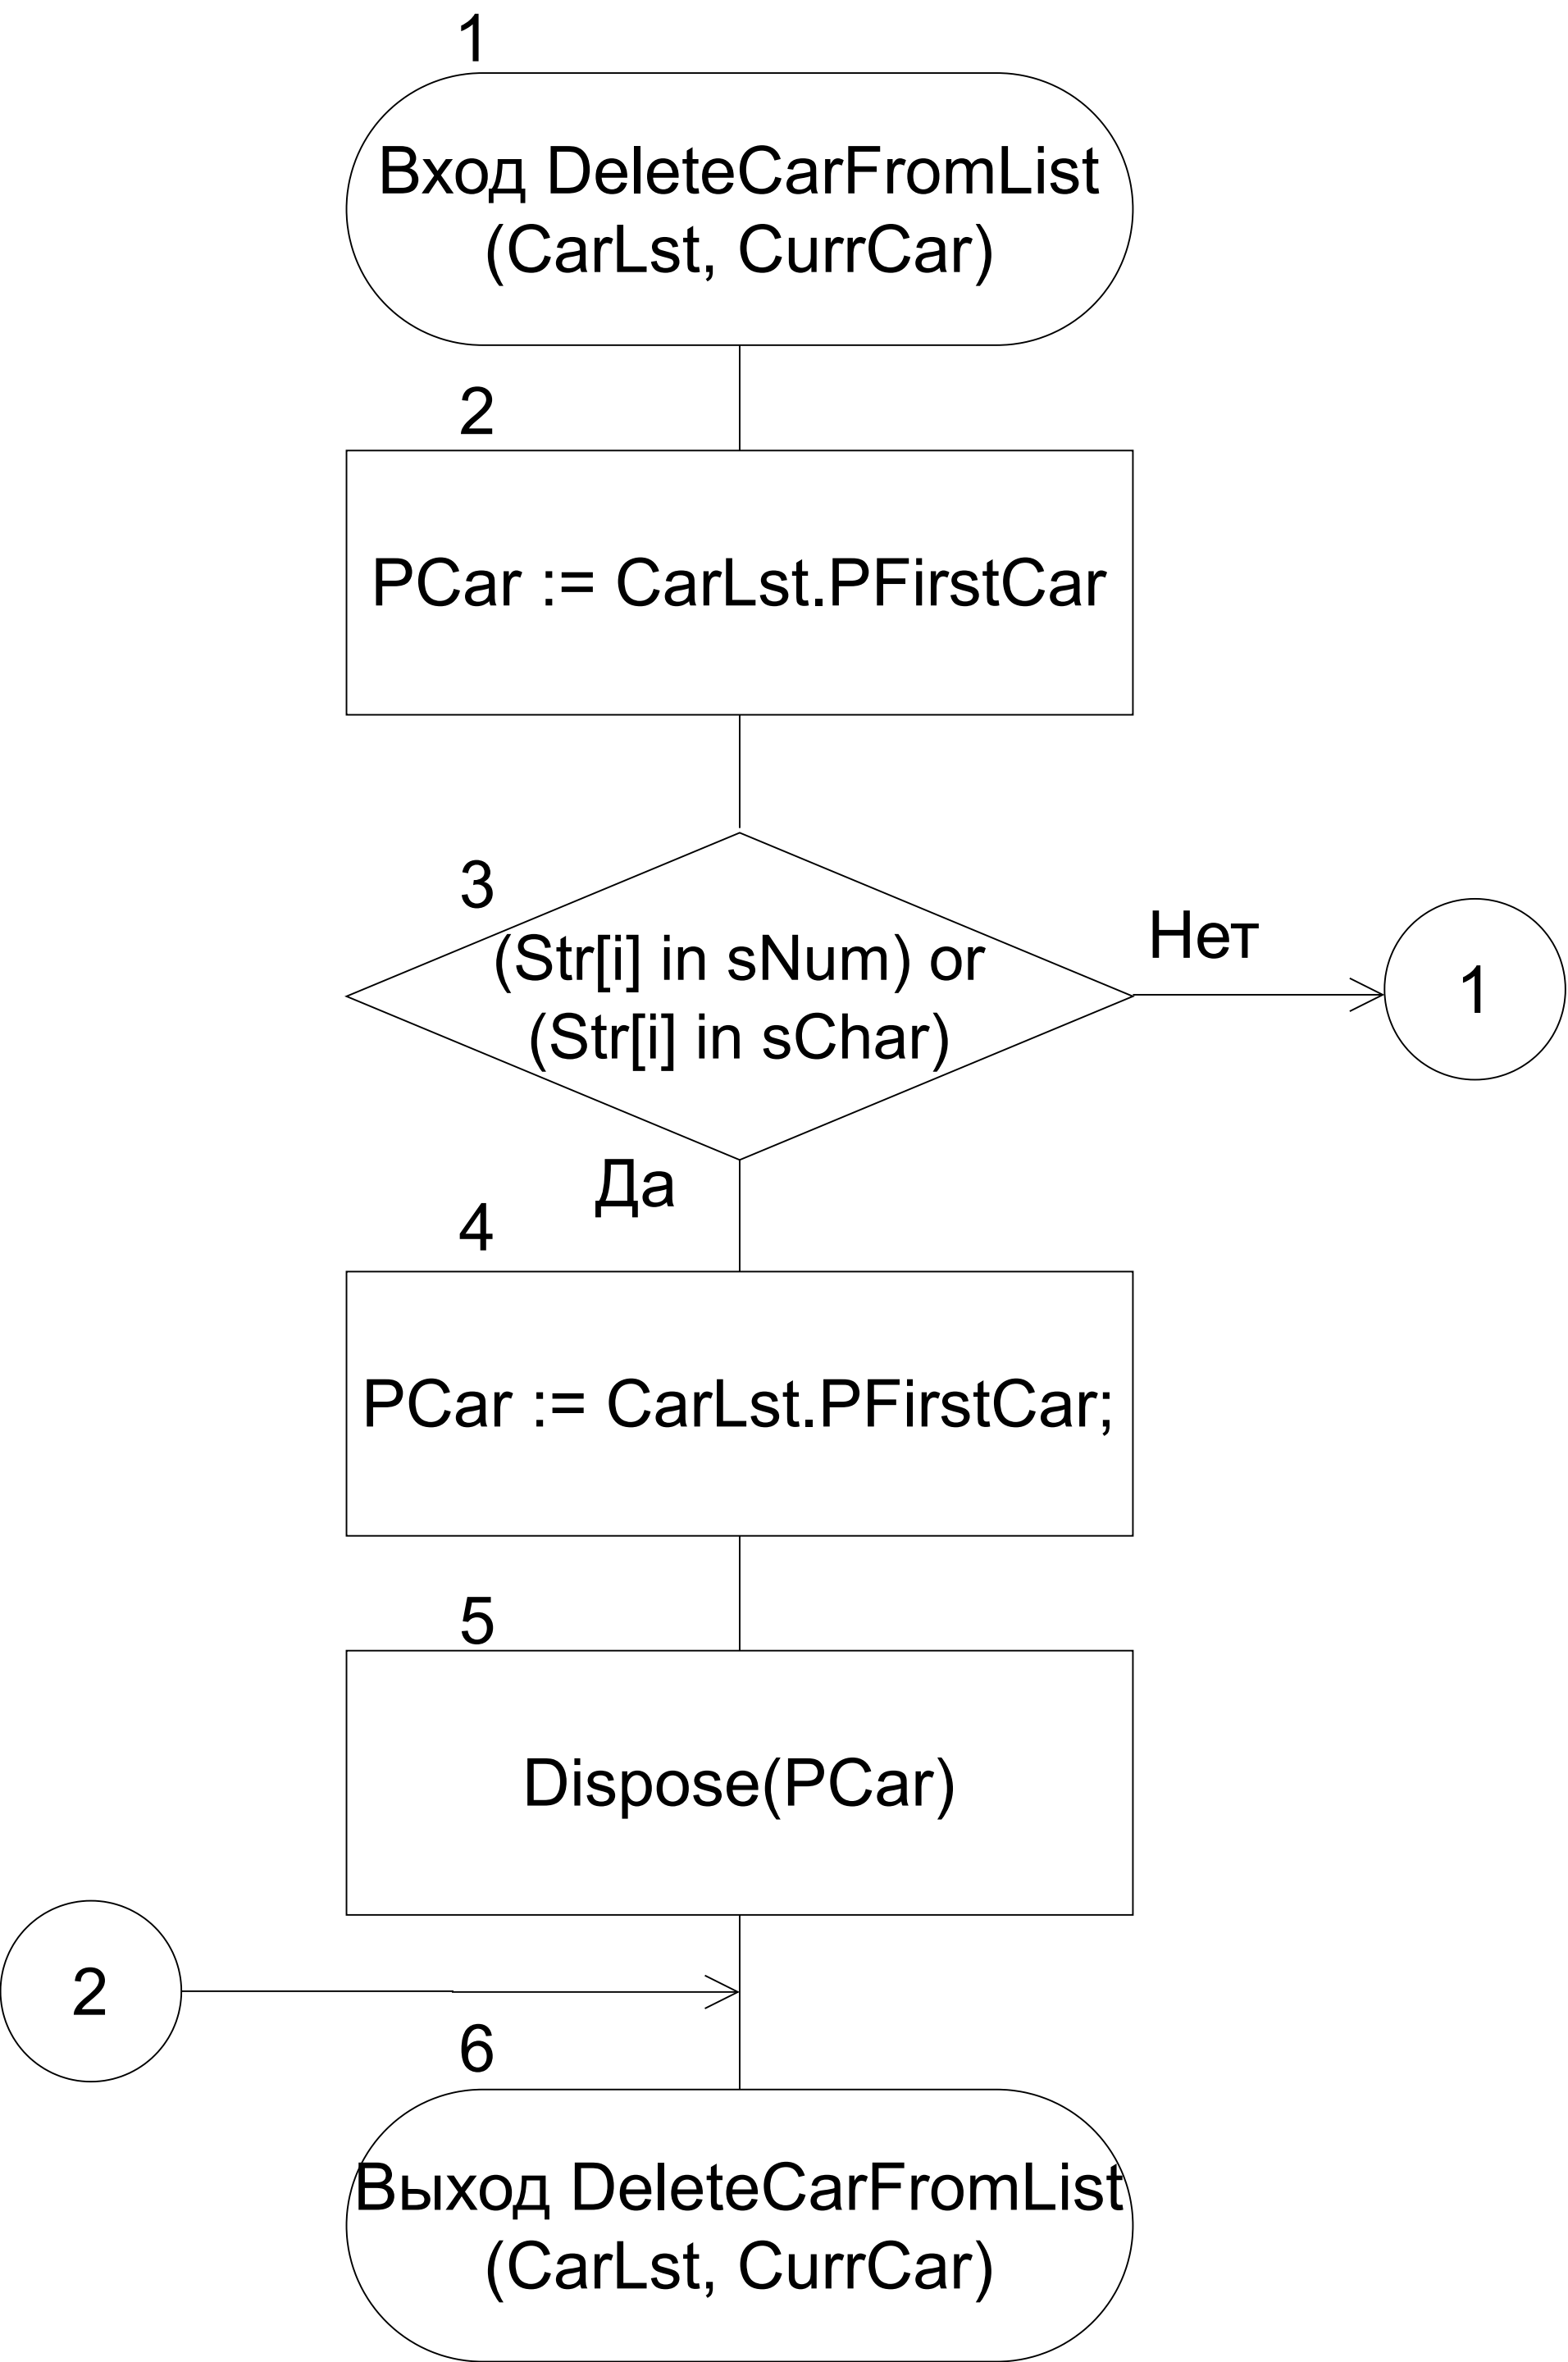 1
Вход DeleteCarFromList
(CarLst, CurrCar)
2
PCar := CarLst.PFirstCar
3
(Str[i] in sNum) or
(Str[i] in sChar)
Нет
1
Да
4
PCar := CarLst.PFirstCar;
5
Dispose(PCar)
2
6
Выход DeleteCarFromList
(CarLst, CurrCar)